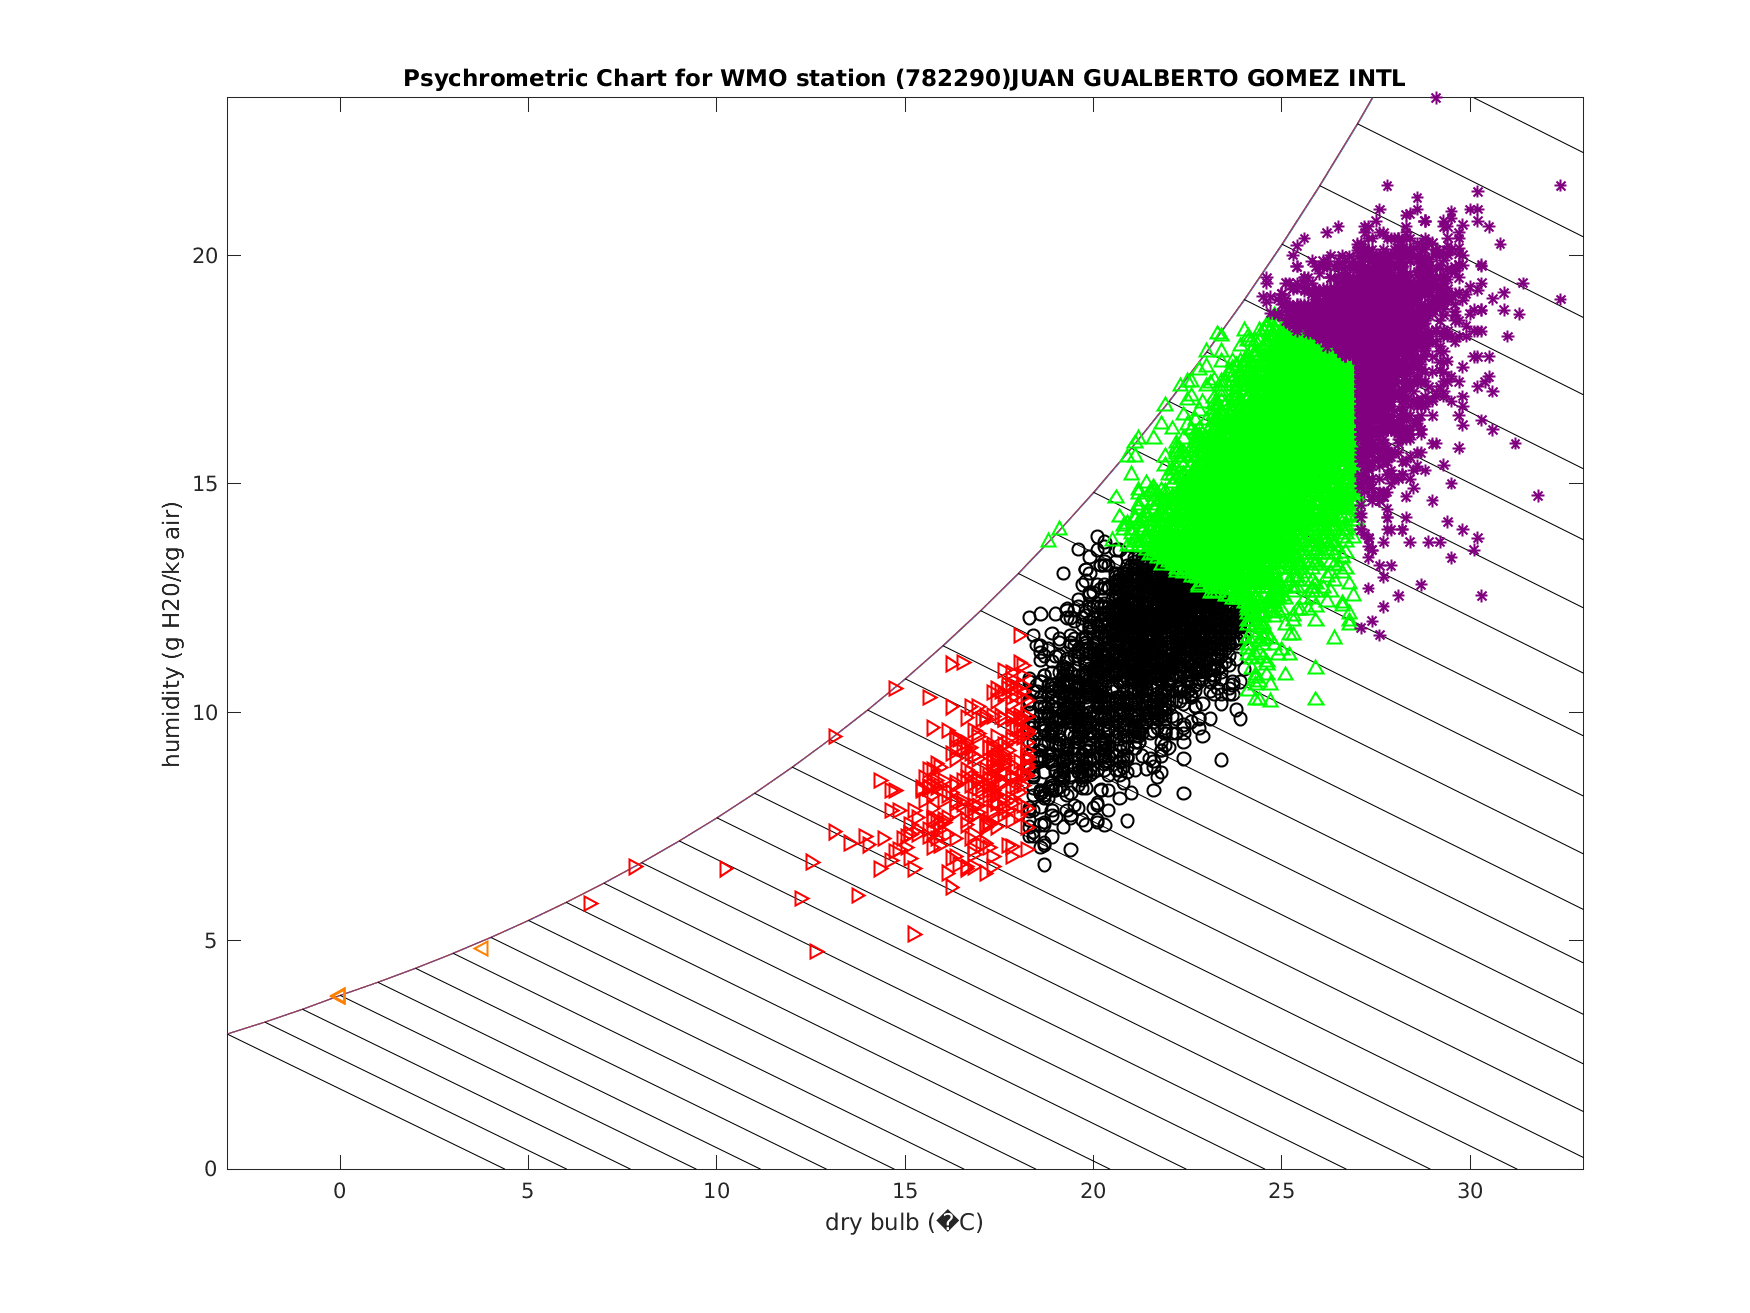 Psychrometric Chart for WMO station (782290)JUAN GUALBERTO GOMEZ INTL
humidity (g H20/kg air)
20
15
10
5
0
0 5 10 15 20 25 30
dry bulb (�C)